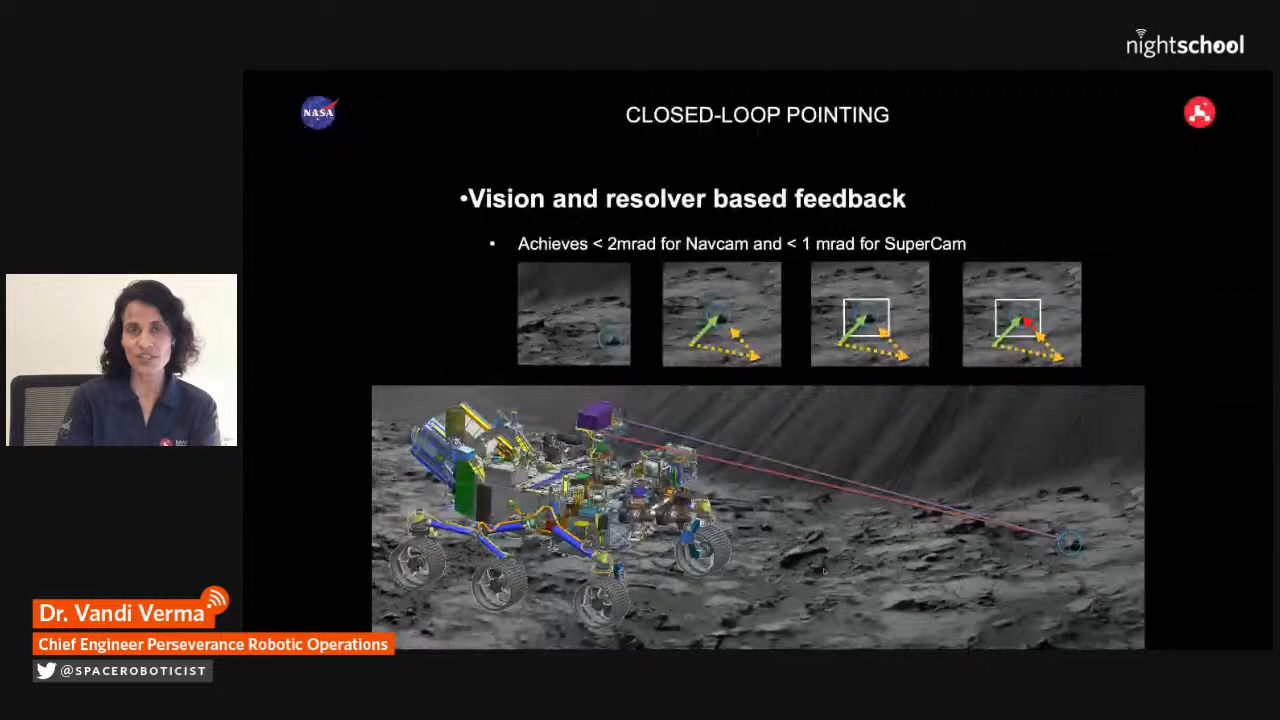 nightschool
NASA
CLOSED-LOOP POINTING
•Vision and resolver based feedback
• Achieves < 2mrad for Navcam and < 1 mrad for SuperCam
Dr. Vandi Verma
Chief Engineer Perseverance Robotic Operations
@SPACEROBOTICIST